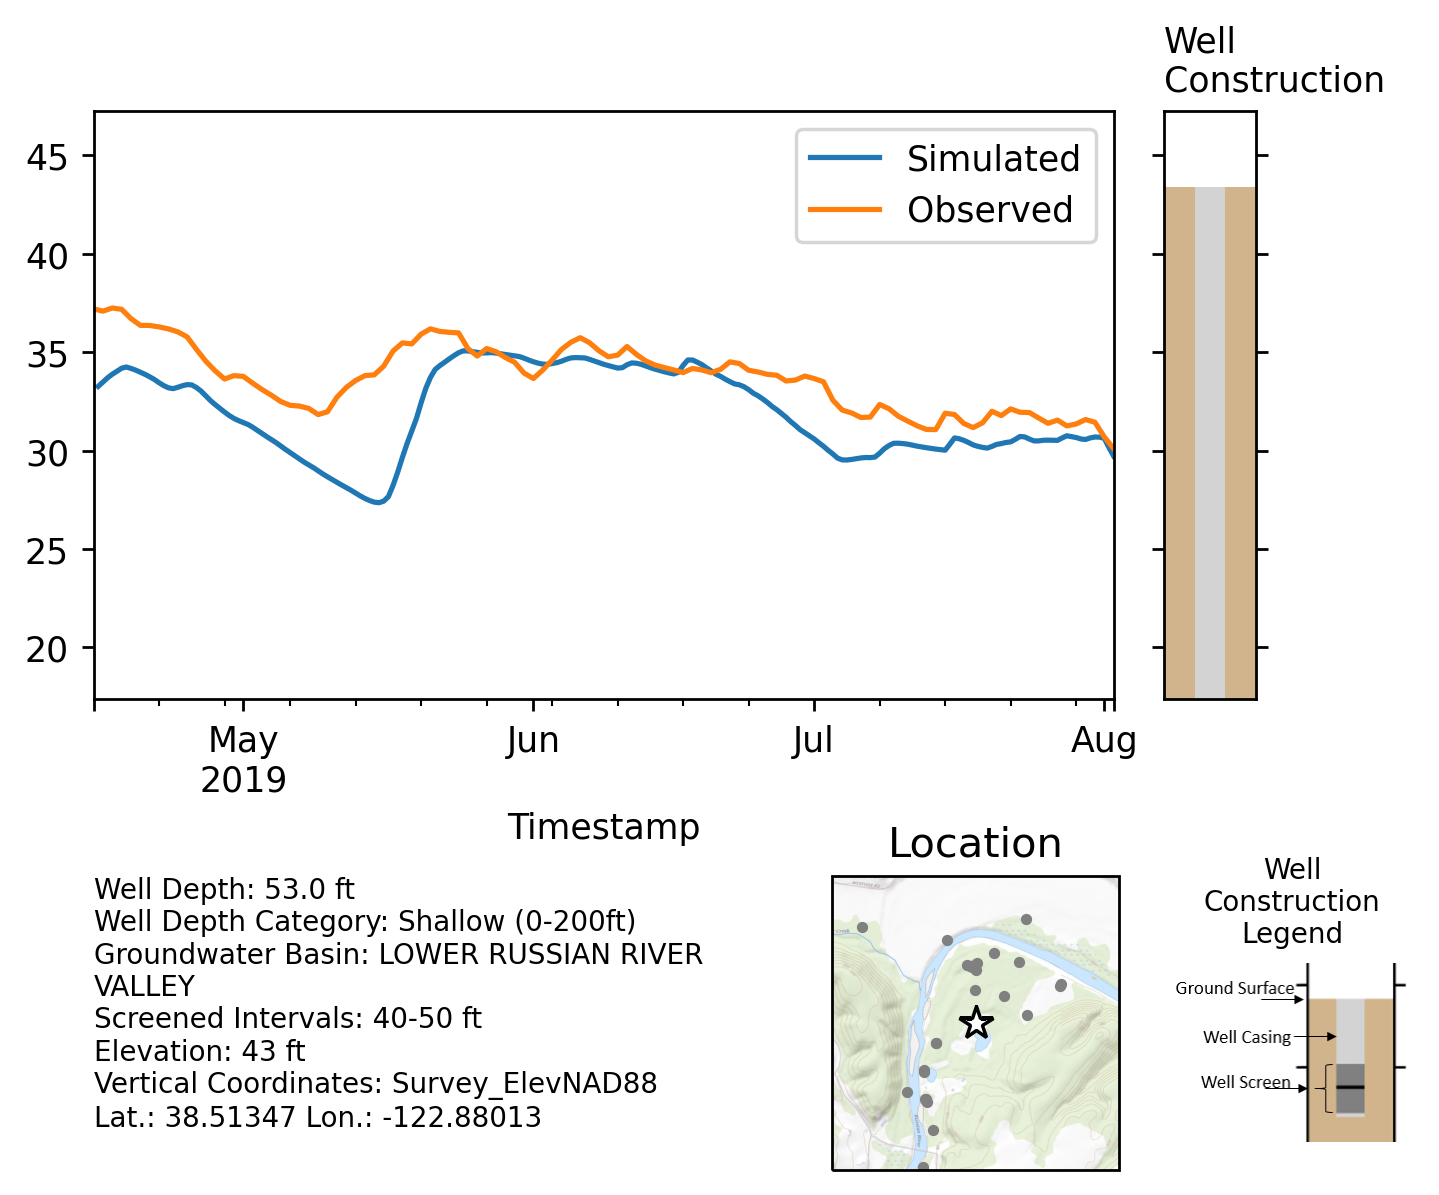 Well
Construction
45
40
35
30
25
20
Simulated
Observed
May
2019
Jun
Jul
Aug
Timestamp
Well Depth: 53.0 ft
Well Depth Category: Shallow (0-200ft)
Groundwater Basin: LOWER RUSSIAN RIVER
VALLEY
Screened Intervals: 40-50 ft
Elevation: 43 ft
Vertical Coordinates: Survey_ElevNAD88
Lat.: 38.51347 Lon.: -122.88013
Location
Well
Construction
Legend
Ground Surface
Well Casing
Well Screen